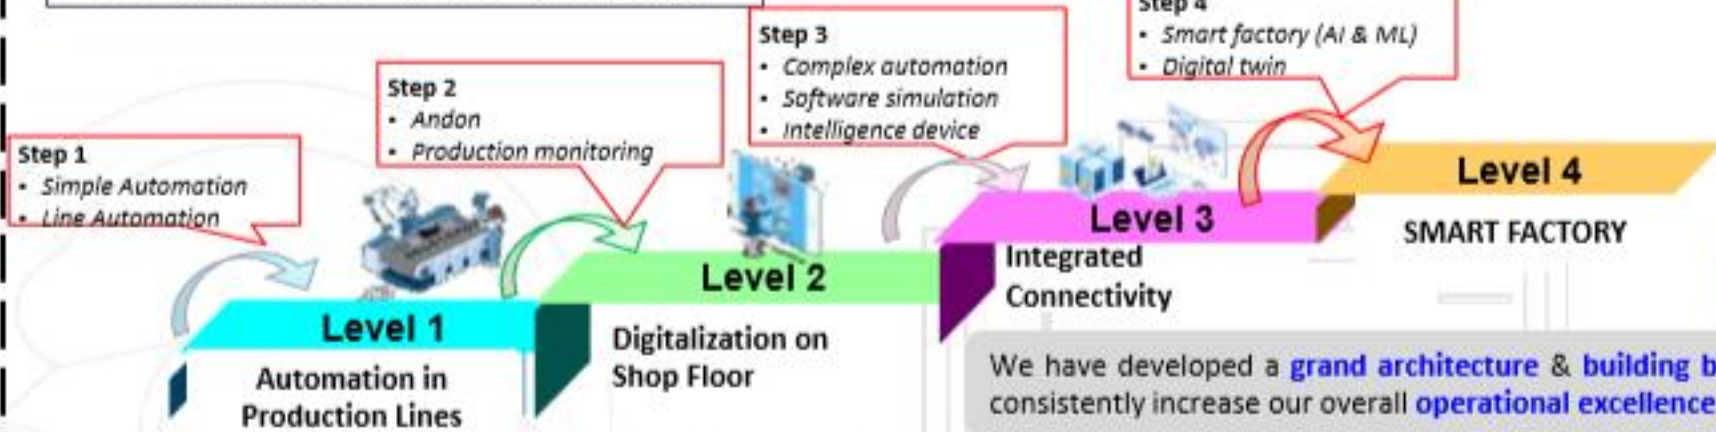 Step 1
• Simple Automation
• Line Automation
Step 2
• Andon
• Production monitoring
Step 3
• Complex automation
• Software simulation
• Intelligence device
Step 4
• Smart factory (AI & ML)
• Digital twin
Level 1
Automation in
Production Lines
Level 2
Digitalization on
Shop Floor
Level 3
Integrated
Connectivity
Level 4
SMART FACTORY
We have developed a grand architecture & building b
consistently increase our overall operational excellence